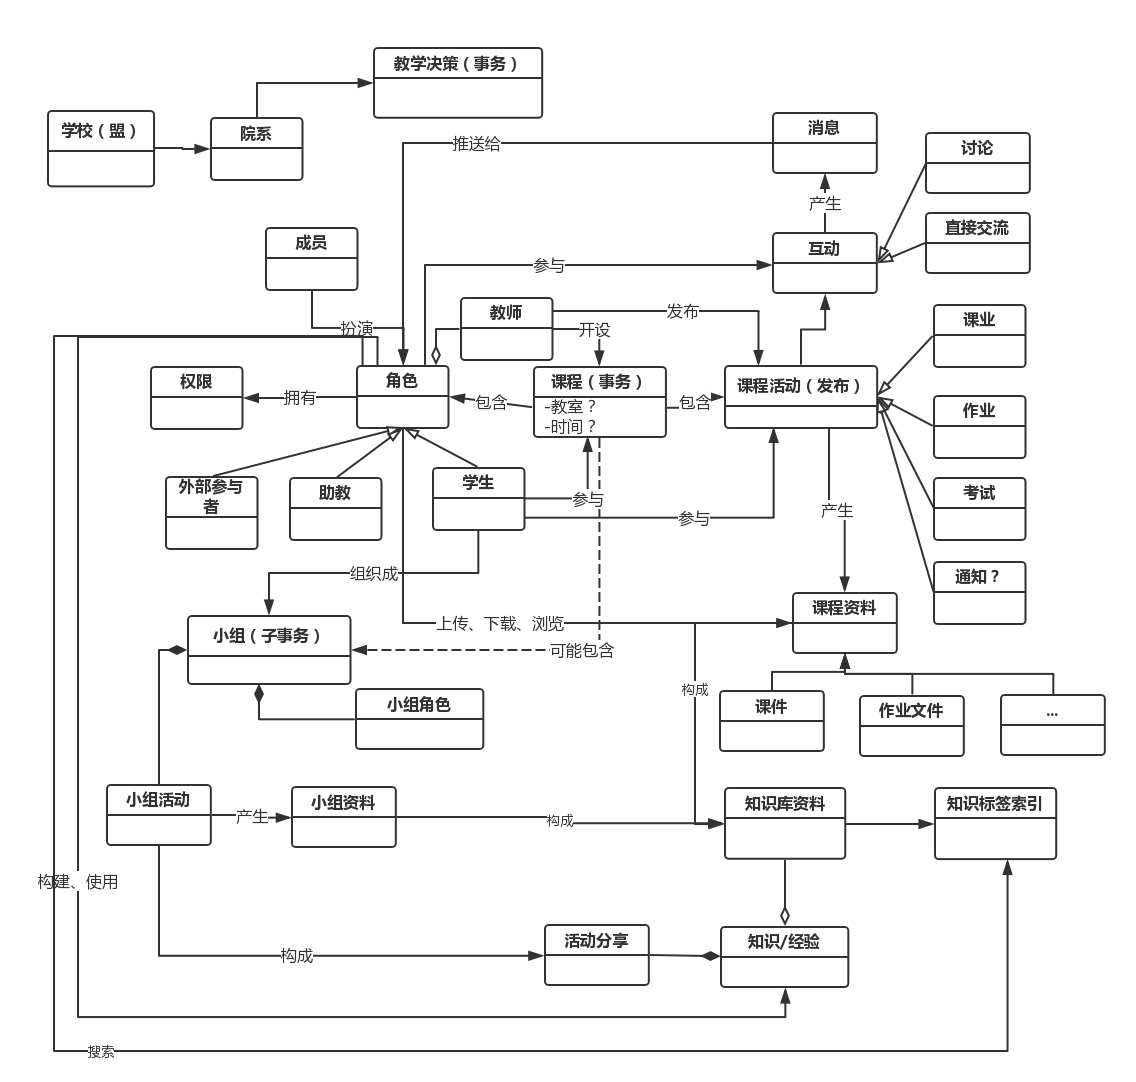 教学决策（事务）
学校（盟）
院系
消息
推送给
讨论
产生
直接交流
成员
互动
参与
教师
发布
课业
扮演
开设
权限
拥有
角色
包含
课程（事务）
-教室？
-时间？
包含
课程活动（发布）
作业
外部参与
者
助教
学生
参与
参与
产生
考试
组织成
通知？
课程资料
小组（子事务）
上传、下载、浏览
可能包含
构成
小组角色
课件
作业文件
...
小组活动
产生
小组资料
构成
知识库资料
知识标签索引
构建、使用
构成
活动分享
知识/经验
搜索